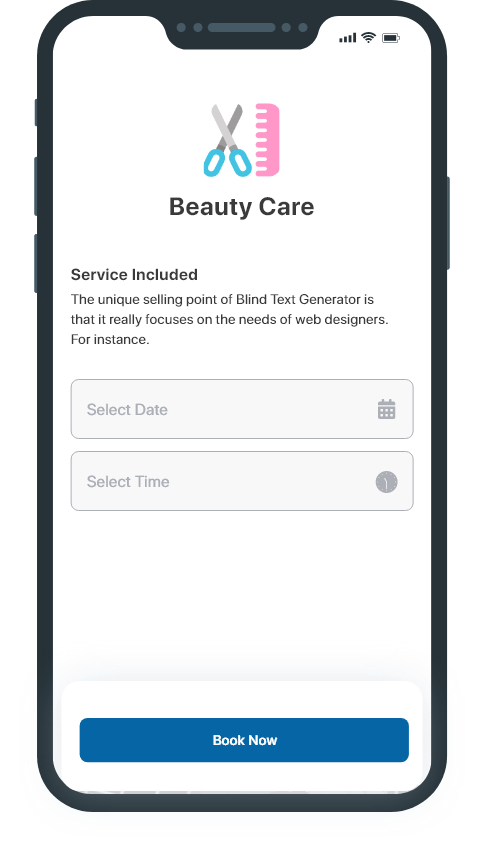 Beauty Care
Service Included
The unique selling point of Blind Text Generator is
that it really focuses on the needs of web designers.
For instance.
Select Date
Select Time
Book Now